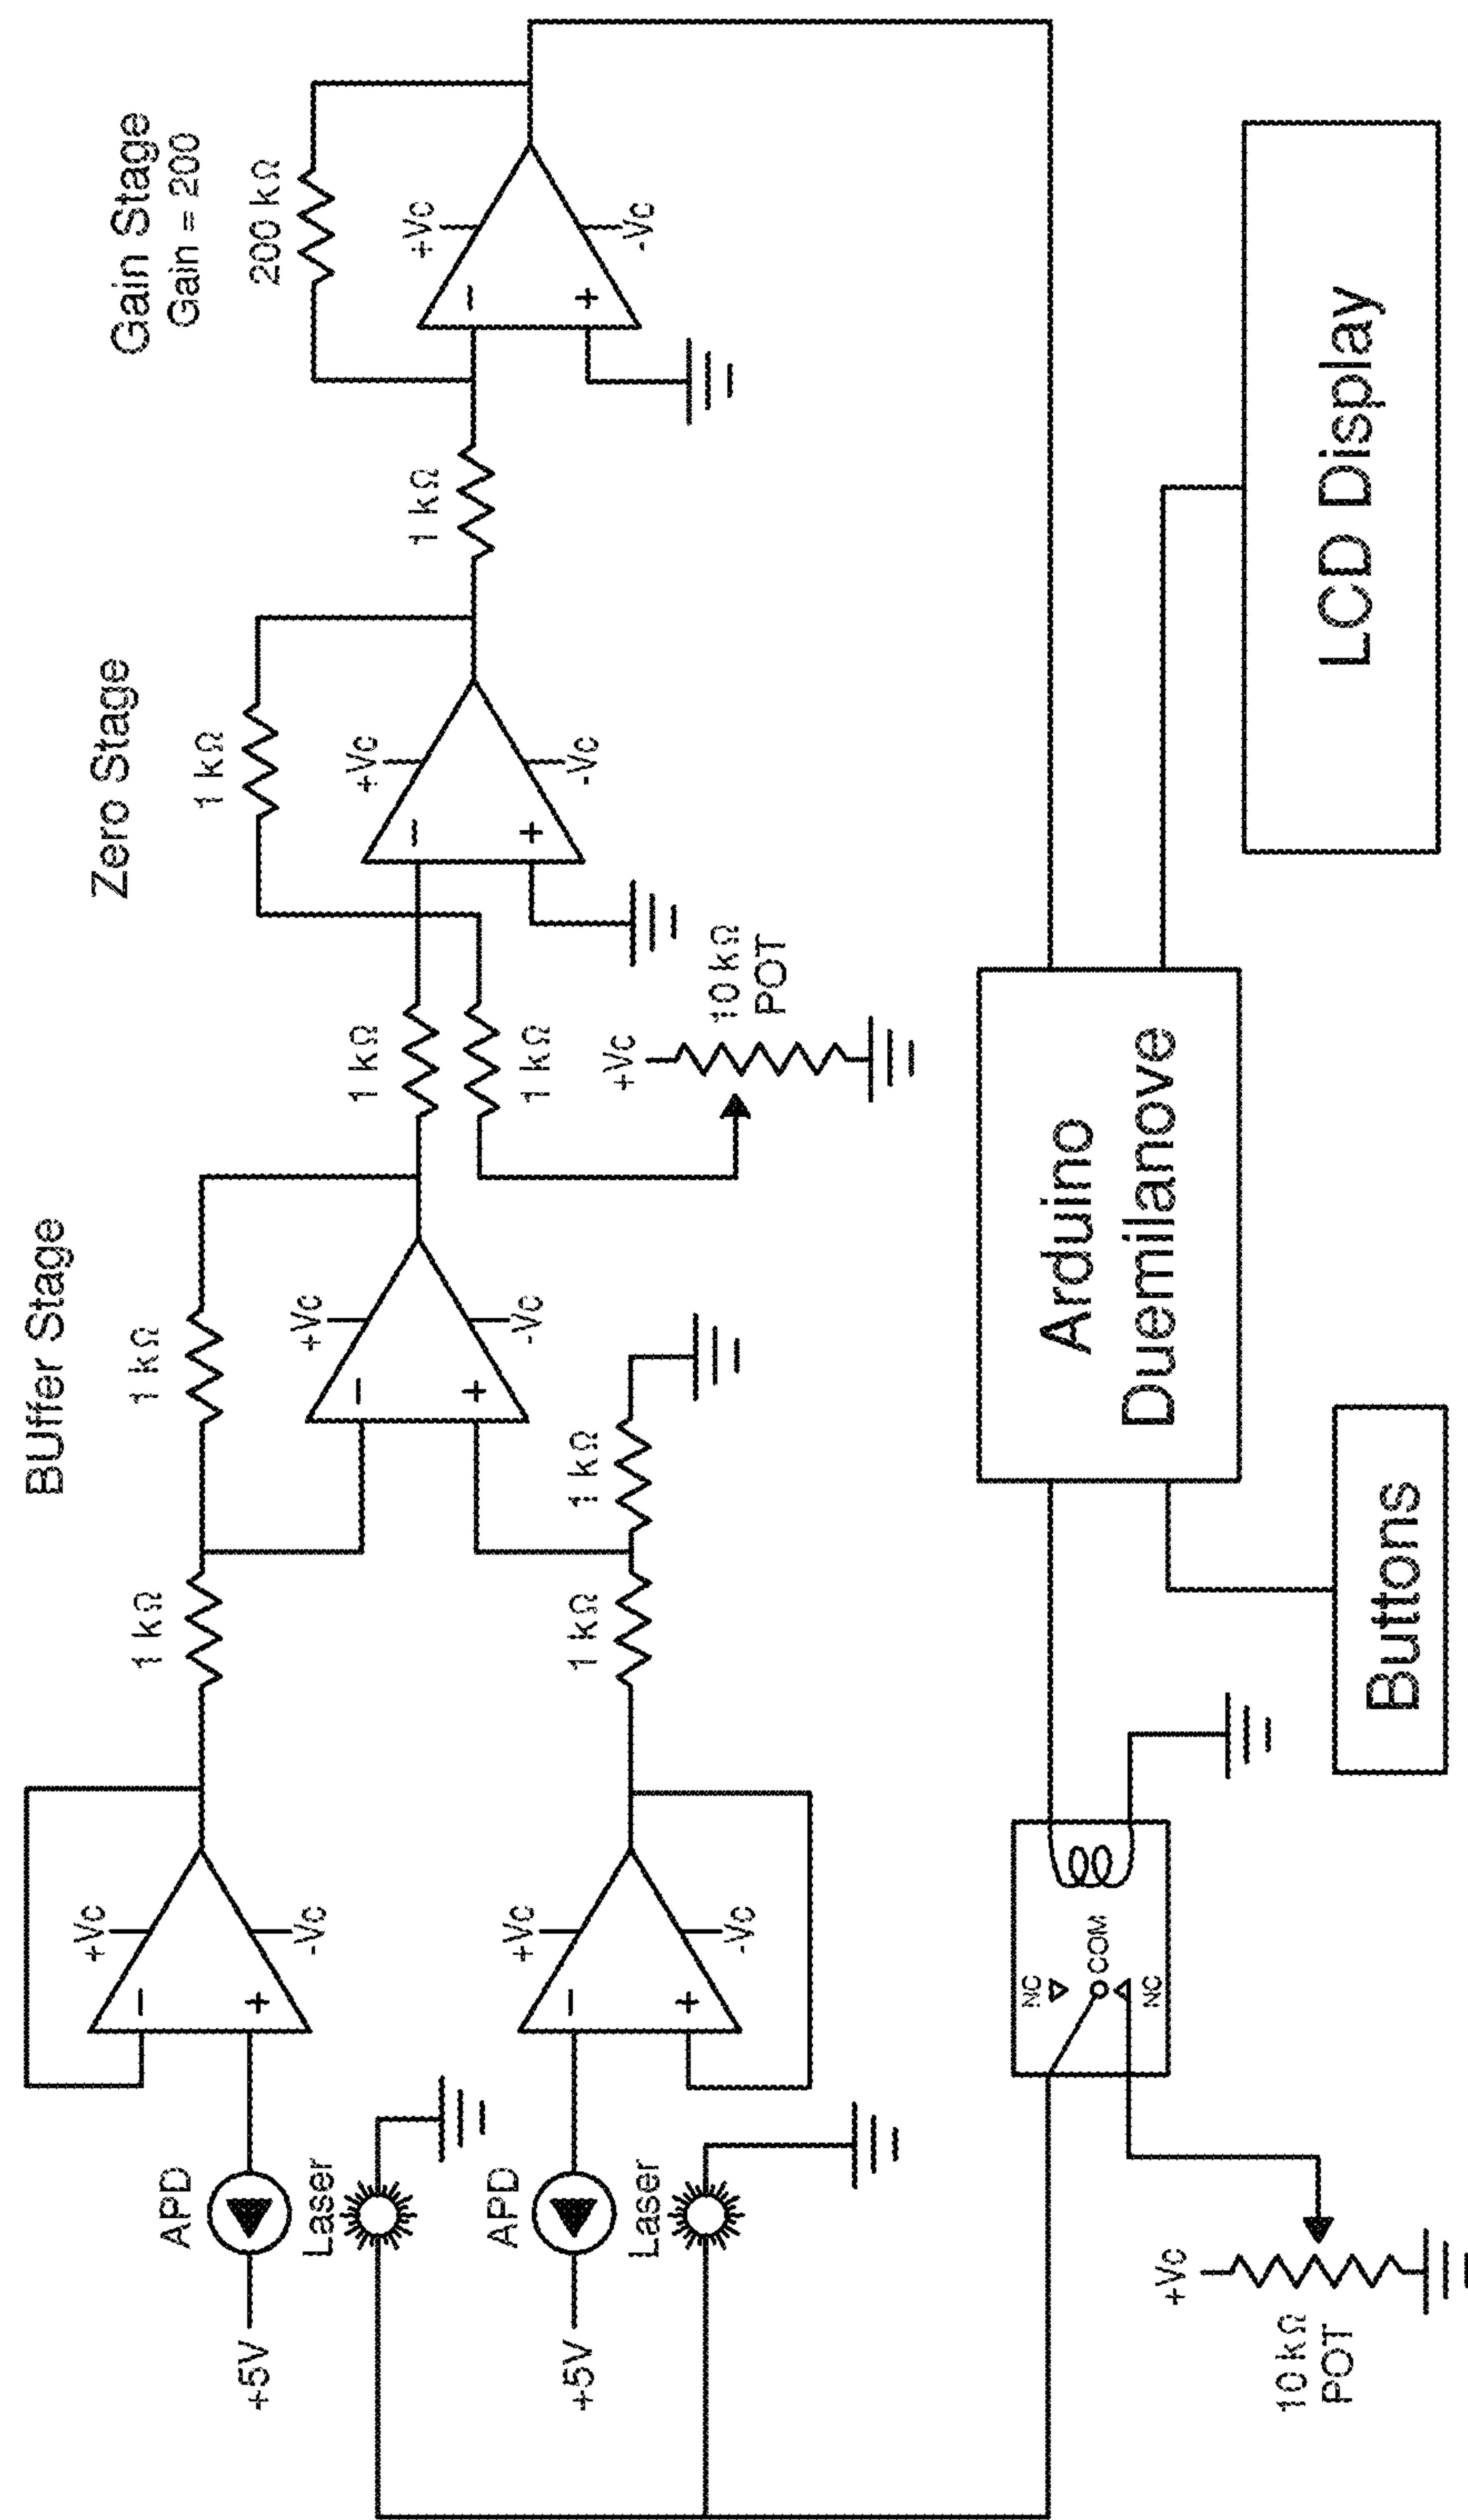 BUffer Stage
Zero Stage
Gain Stage
Gain = 200
+5V
APD
Laser
+Vc
-Vc
−
+
1 kΩ
1 kΩ
+Vc
-Vc
−
+
1 kΩ
1 kΩ
+Vc
-Vc
−
+
200 kΩ
1 kΩ
+Vc
-Vc
−
+
+5V
APD
Laser
+Vc
-Vc
−
+
1 kΩ
1 kΩ
1 kΩ
+Vc
10 kΩ
POT
NC
COM
NC
+Vc
10 kΩ
POT
Arduino
Duemilanove
Buttons
LCD Display